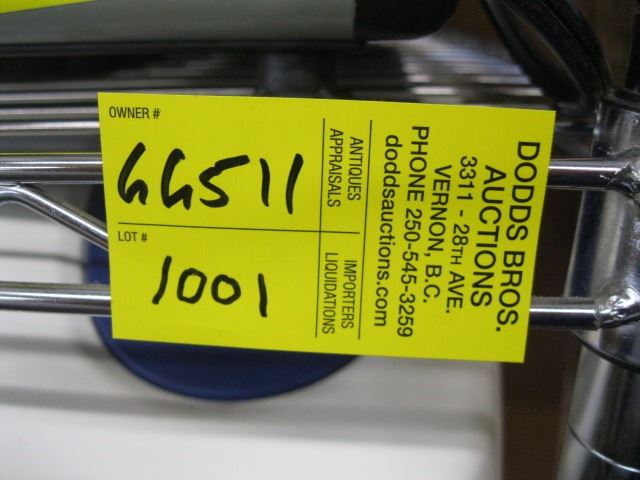 OWNER #
GG511
LOT #
1001
ANTIQUES
APPRAISALS
IMPORTERS
LIQUIDATIONS
DODDS BROS.
AUCTIONS
3311 - 28TH AVE.
VERNON, B.C.
PHONE 250-545-3259
doddsauctions.com